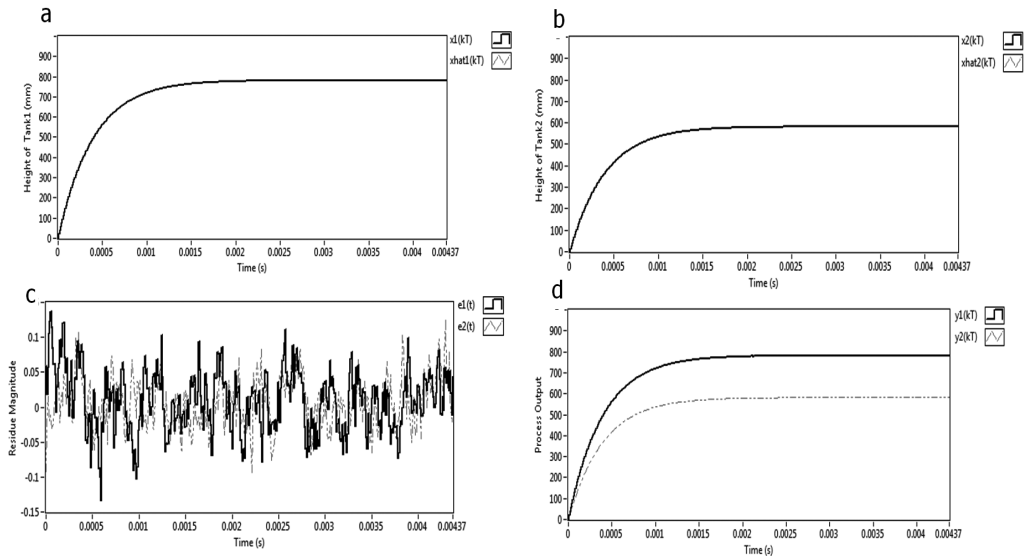 a
x1(kT)
xhat1(kT)
Height of Tank1 (mm)
900
800
700
600
500
400
300
200
100
0
0 0.0005 0.001 0.0015 0.002 0.0025 0.003 0.0035 0.004 0.00437
Time (s)
b
x2(kT)
xhat2(kT)
Height of Tank2 (mm)
900
800
700
600
500
400
300
200
100
0
0 0.0005 0.001 0.0015 0.002 0.0025 0.003 0.0035 0.004 0.00437
Time (s)
c
e1(t)
e2(t)
Residue Magnitude
0.1
0.05
0
-0.05
-0.1
-0.15
0 0.0005 0.001 0.0015 0.002 0.0025 0.003 0.0035 0.004 0.00437
Time (s)
d
y1(kT)
y2(kT)
Process Output
900
800
700
600
500
400
300
200
100
0
0 0.0005 0.001 0.0015 0.002 0.0025 0.003 0.0035 0.004 0.00437
Time (s)